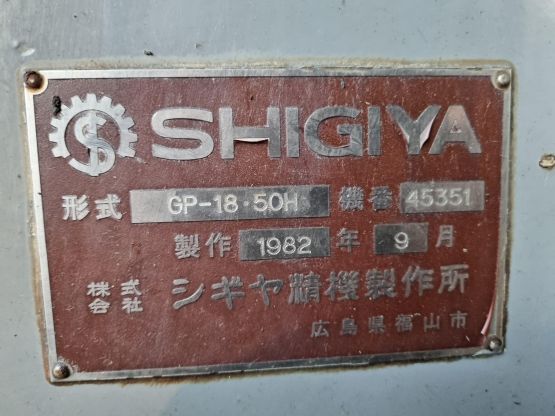 SHIGIYA
形式 GP-18·50H 機番 45351
製作 1982 年 9 月
株式会社 シギヤ精機製作所
広島県福山市